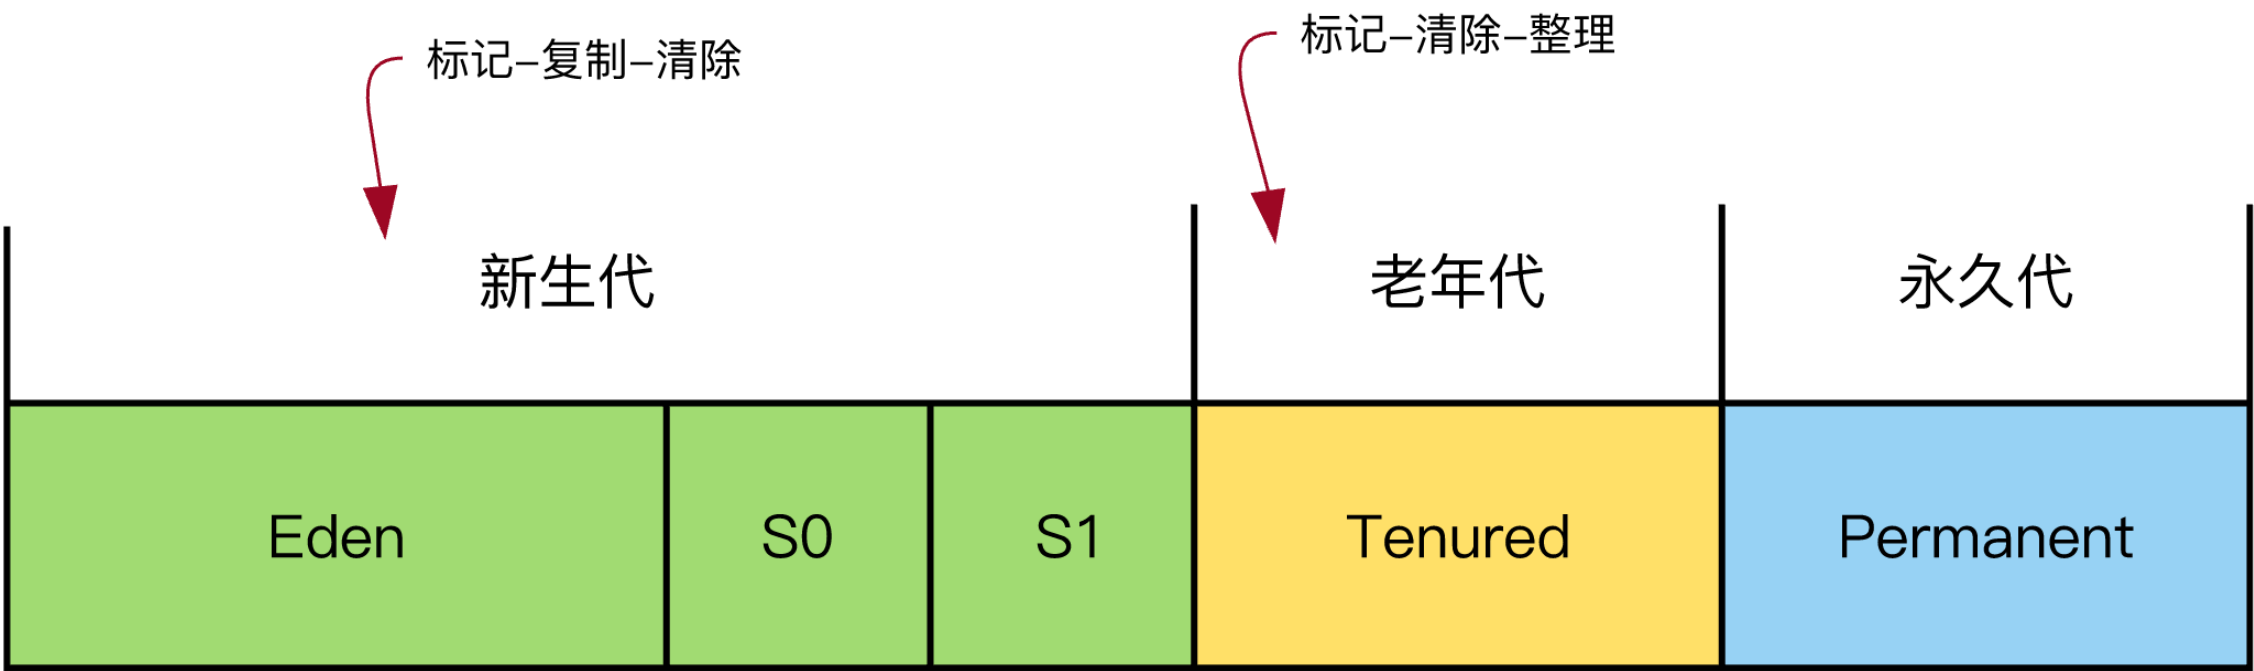 标记-复制-清除
标记-清除-整理
新生代
老年代
永久代
Eden
S0
S1
Tenured
Permanent